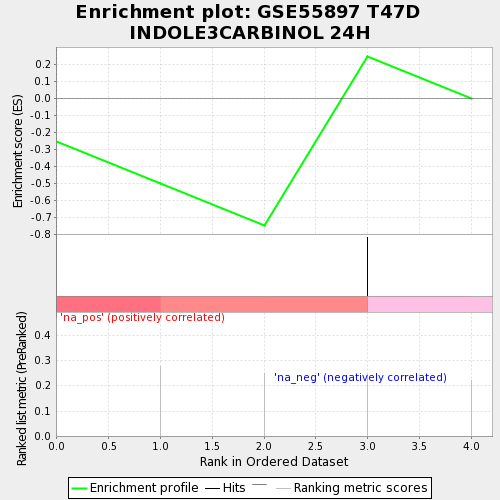 Enrichment plot: GSE55897 T47D
INDOLE3CARBINOL 24H
Enrichment score (ES)
0.2
0.1
0.0
-0.1
-0.2
-0.3
-0.4
-0.5
-0.6
-0.7
-0.8
'na_pos' (positively correlated)
'na_neg' (negatively correlated)
Ranked list metric (PreRanked)
0.4
0.3
0.2
0.1
0.0
0.0 0.5 1.0 1.5 2.0 2.5 3.0 3.5 4.0
Rank in Ordered Dataset
Enrichment profile Hits Ranking metric scores